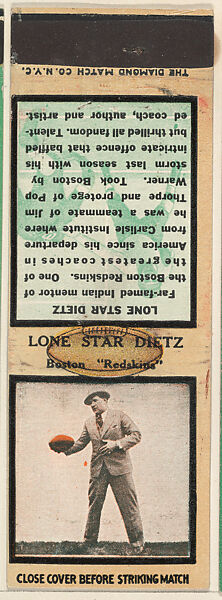 THE DIAMOND MATCH CO. N.Y.C.
LONE STAR DIETZ
Far-famed Indian mentor of
the Boston Redskins. One of
the greatest coaches in
America since his departure
from Carlisle Institute where
he was a teammate of Jim
Thorpe and protege of Pop
Warner. Took Boston by
storm last season with his
intricate offence that baffled
but thrilled all fandom. Talent-
ed coach, author and artist.
LONE STAR DIETZ
Boston "Redskins"
CLOSE COVER BEFORE STRIKING MATCH